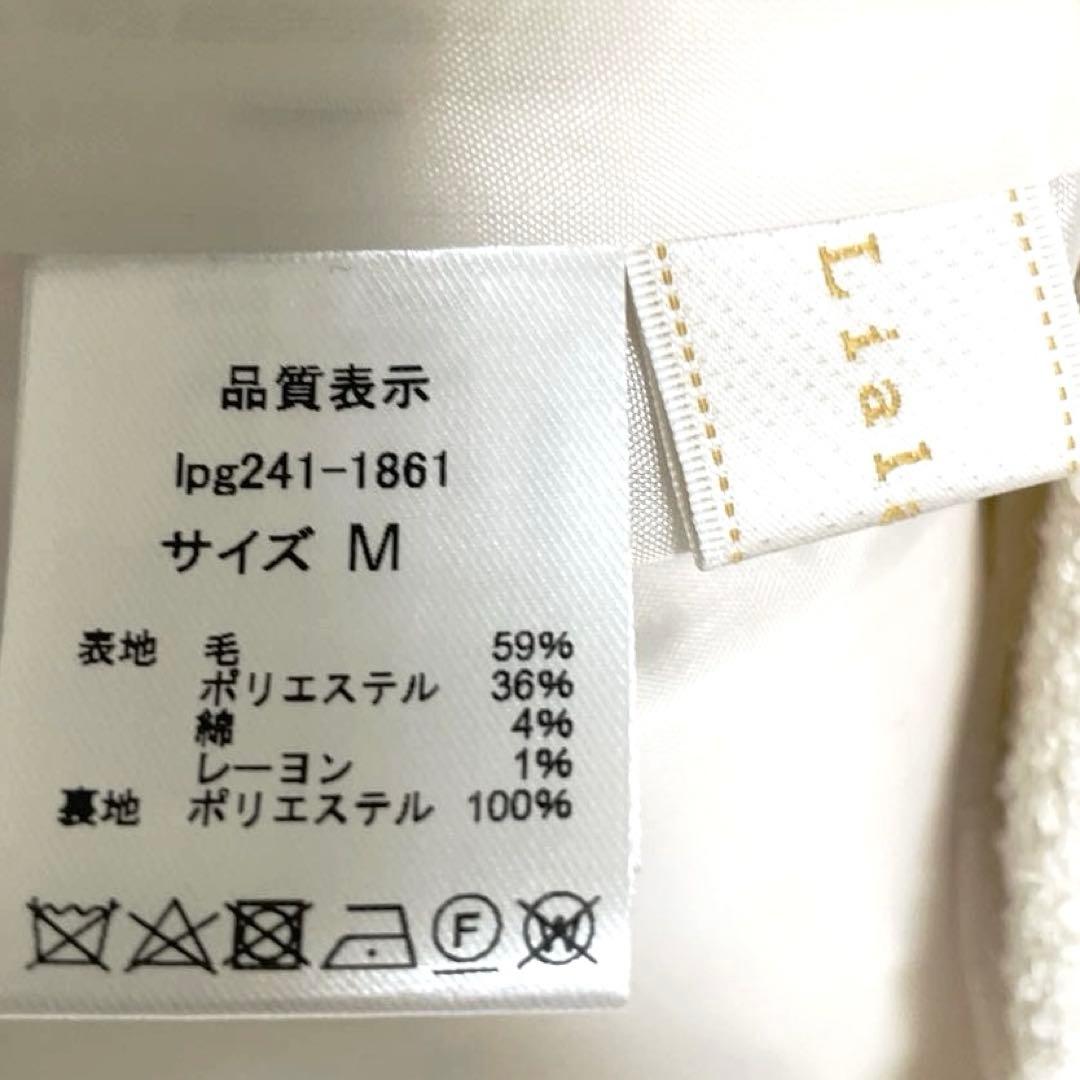 品質表示
lpg241-1861
サイズ M
表地 毛 59%
ポリエステル 36%
綿 4%
レーヨン 1%
裏地 ポリエステル 100%
F W
Lial